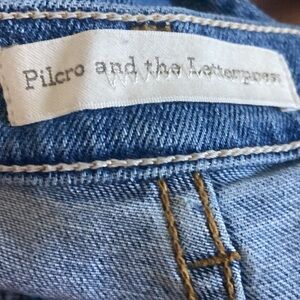 Pilcro and the Letterpress